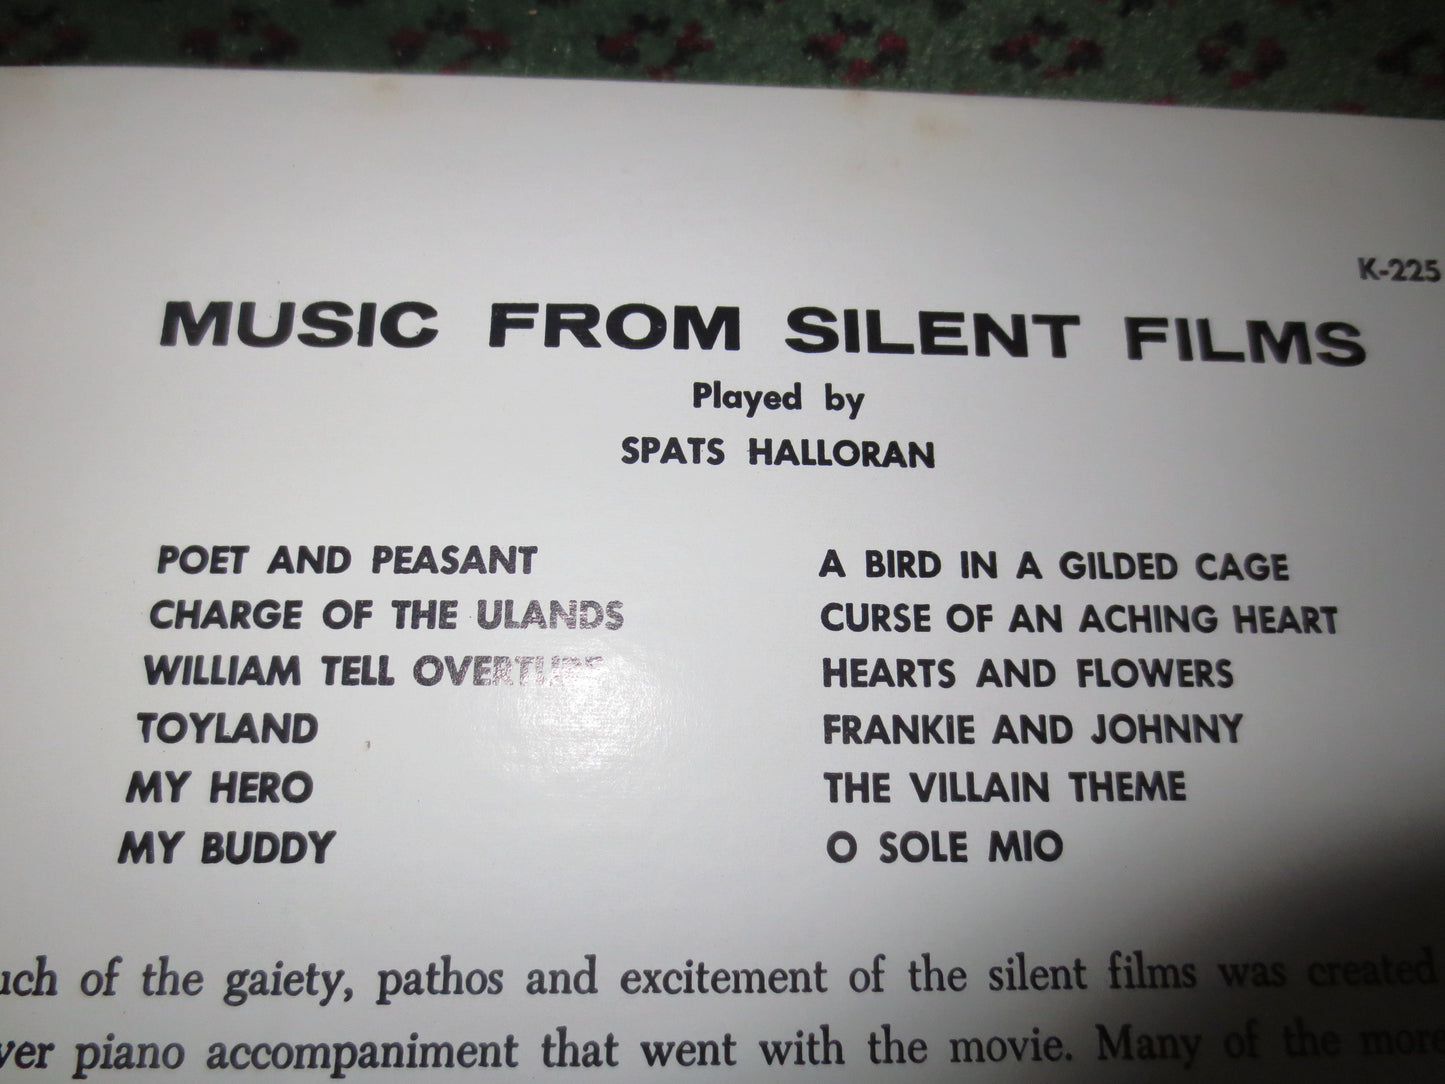 K-225
MUSIC FROM SILENT FILMS
Played by
SPATS HALLORAN
POET AND PEASANT
CHARGE OF THE ULANDS
WILLIAM TELL OVERTURE
TOYLAND
MY HERO
MY BUDDY
A BIRD IN A GILDED CAGE
CURSE OF AN ACHING HEART
HEARTS AND FLOWERS
FRANKIE AND JOHNNY
THE VILLAIN THEME
O SOLE MIO
uch of the gaiety, pathos and excitement of the silent films was created
ver piano accompaniment that went with the movie. Many of the more